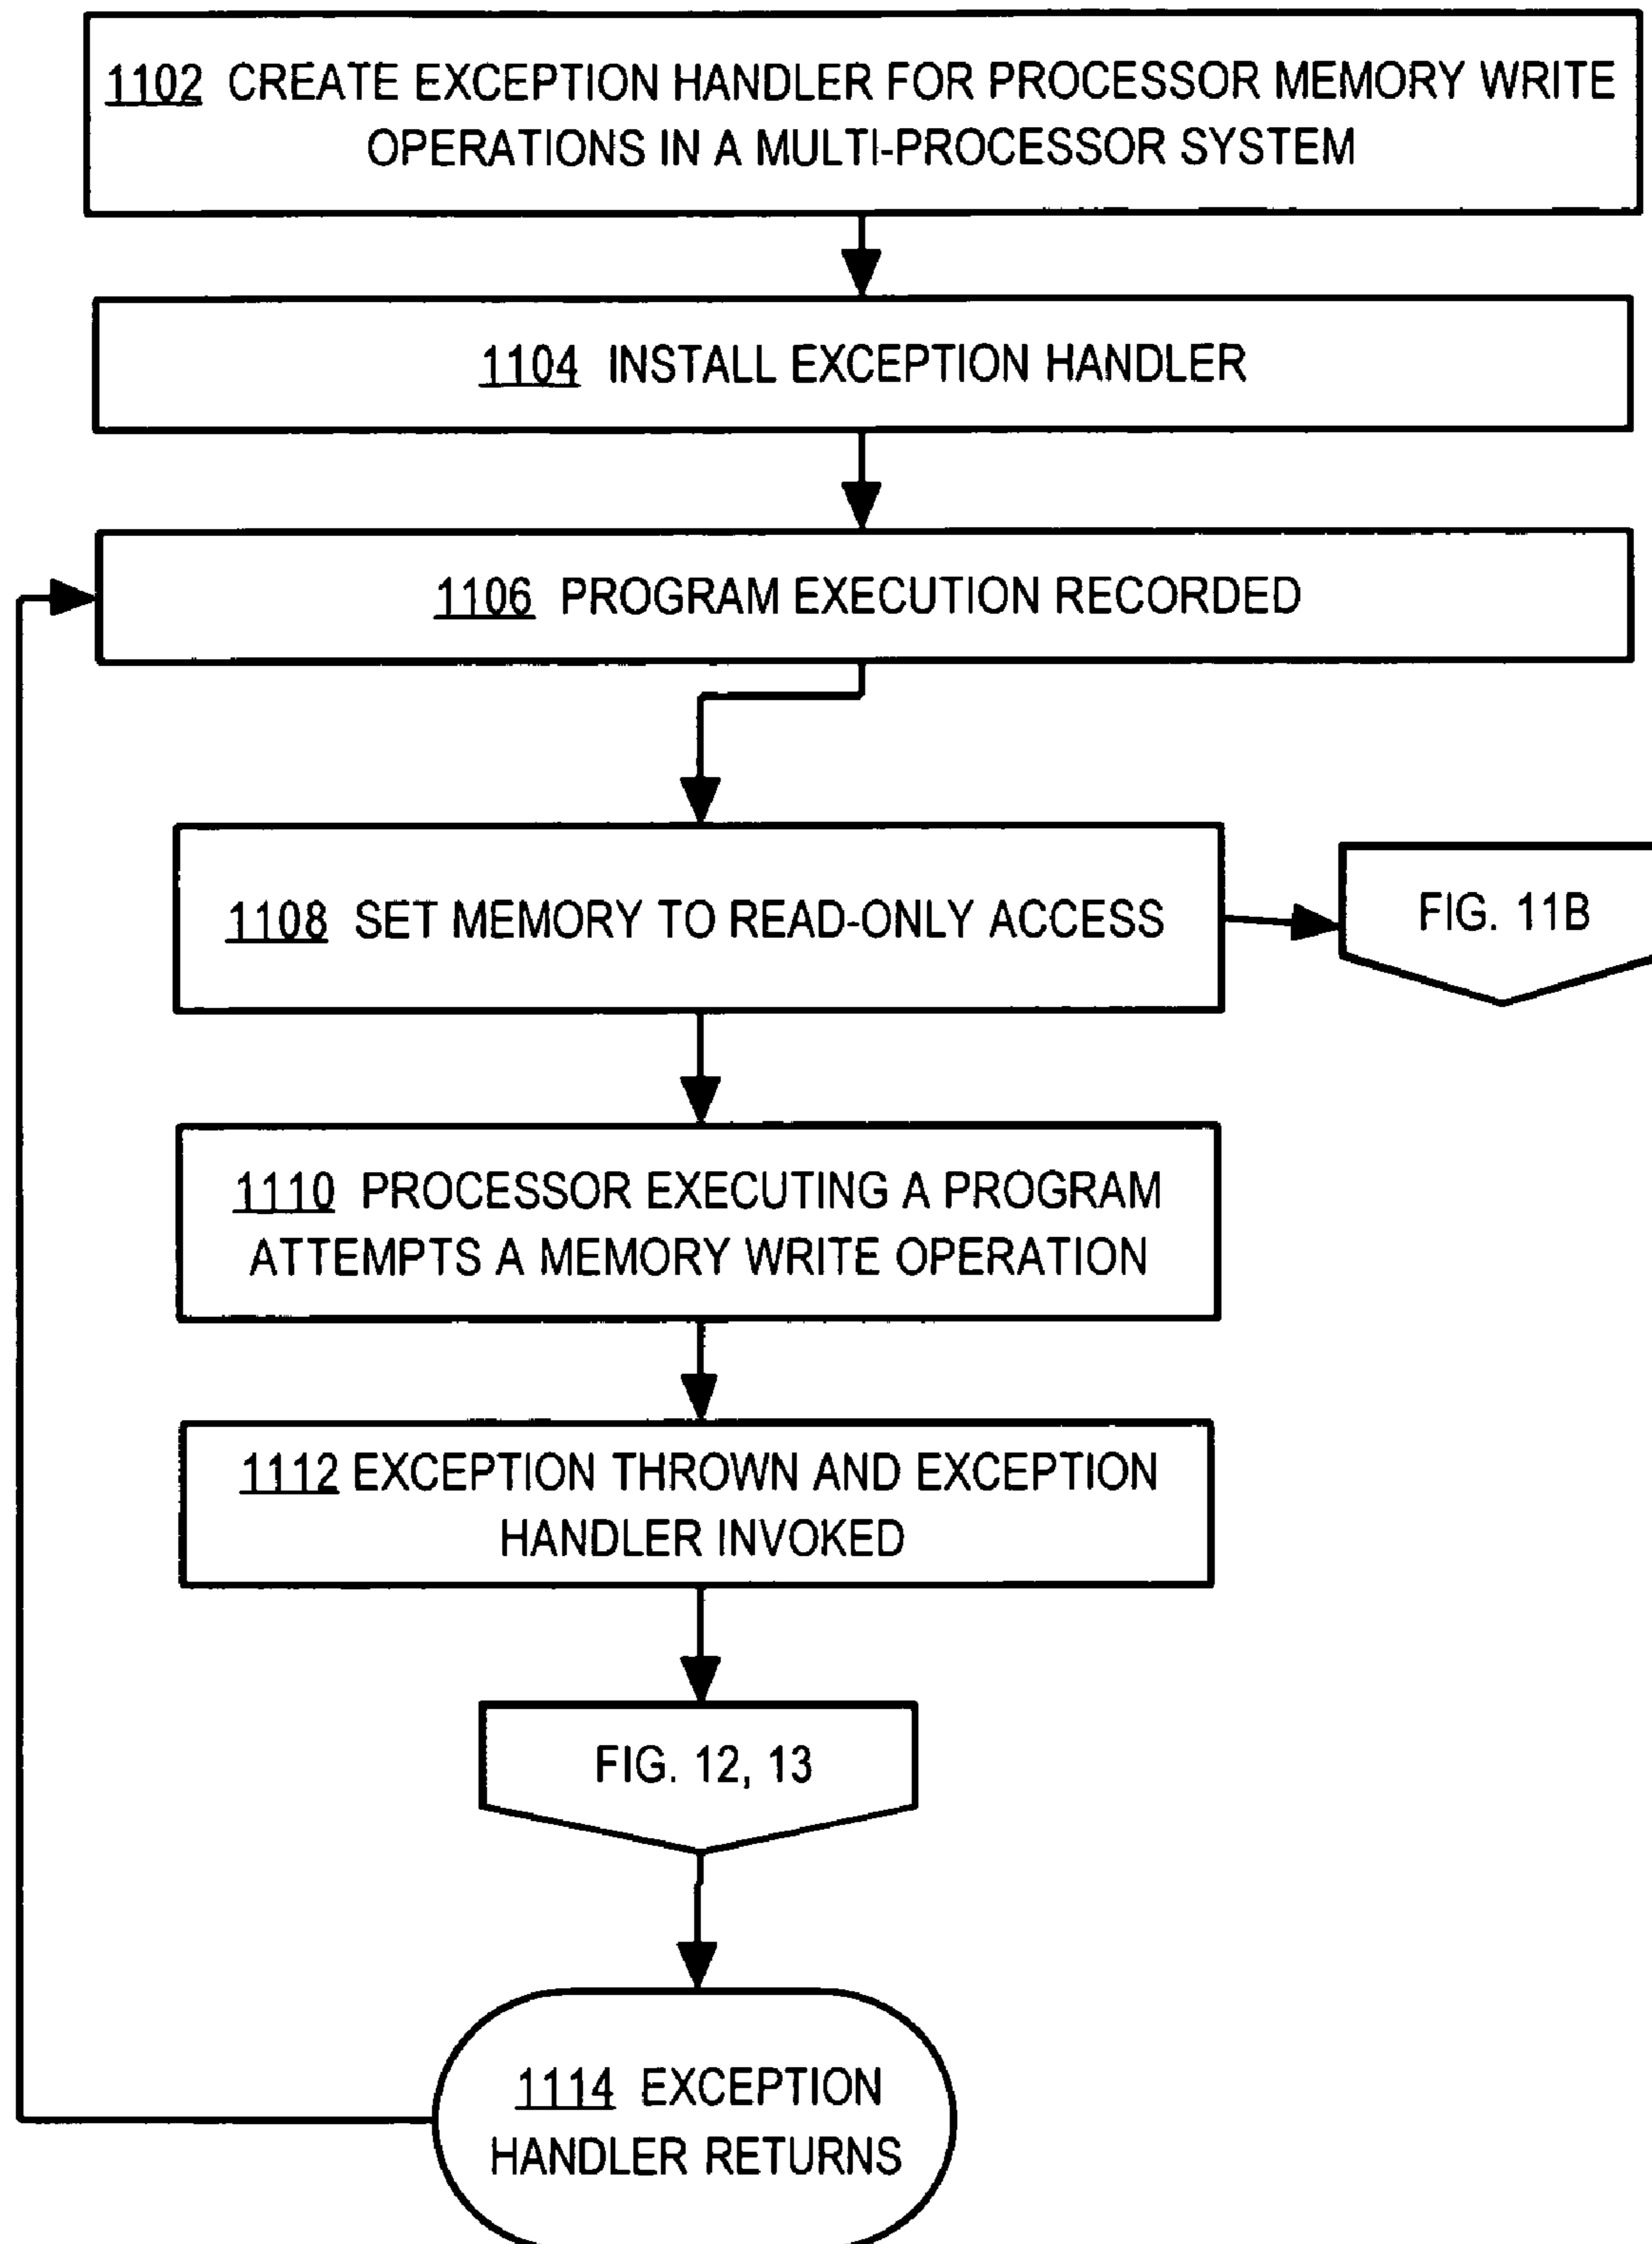 1102 CREATE EXCEPTION HANDLER FOR PROCESSOR MEMORY WRITE
OPERATIONS IN A MULTI-PROCESSOR SYSTEM
1104 INSTALL EXCEPTION HANDLER
1106 PROGRAM EXECUTION RECORDED
1108 SET MEMORY TO READ-ONLY ACCESS
FIG. 11B
1110 PROCESSOR EXECUTING A PROGRAM
ATTEMPTS A MEMORY WRITE OPERATION
1112 EXCEPTION THROWN AND EXCEPTION
HANDLER INVOKED
FIG. 12, 13
1114 EXCEPTION
HANDLER RETURNS